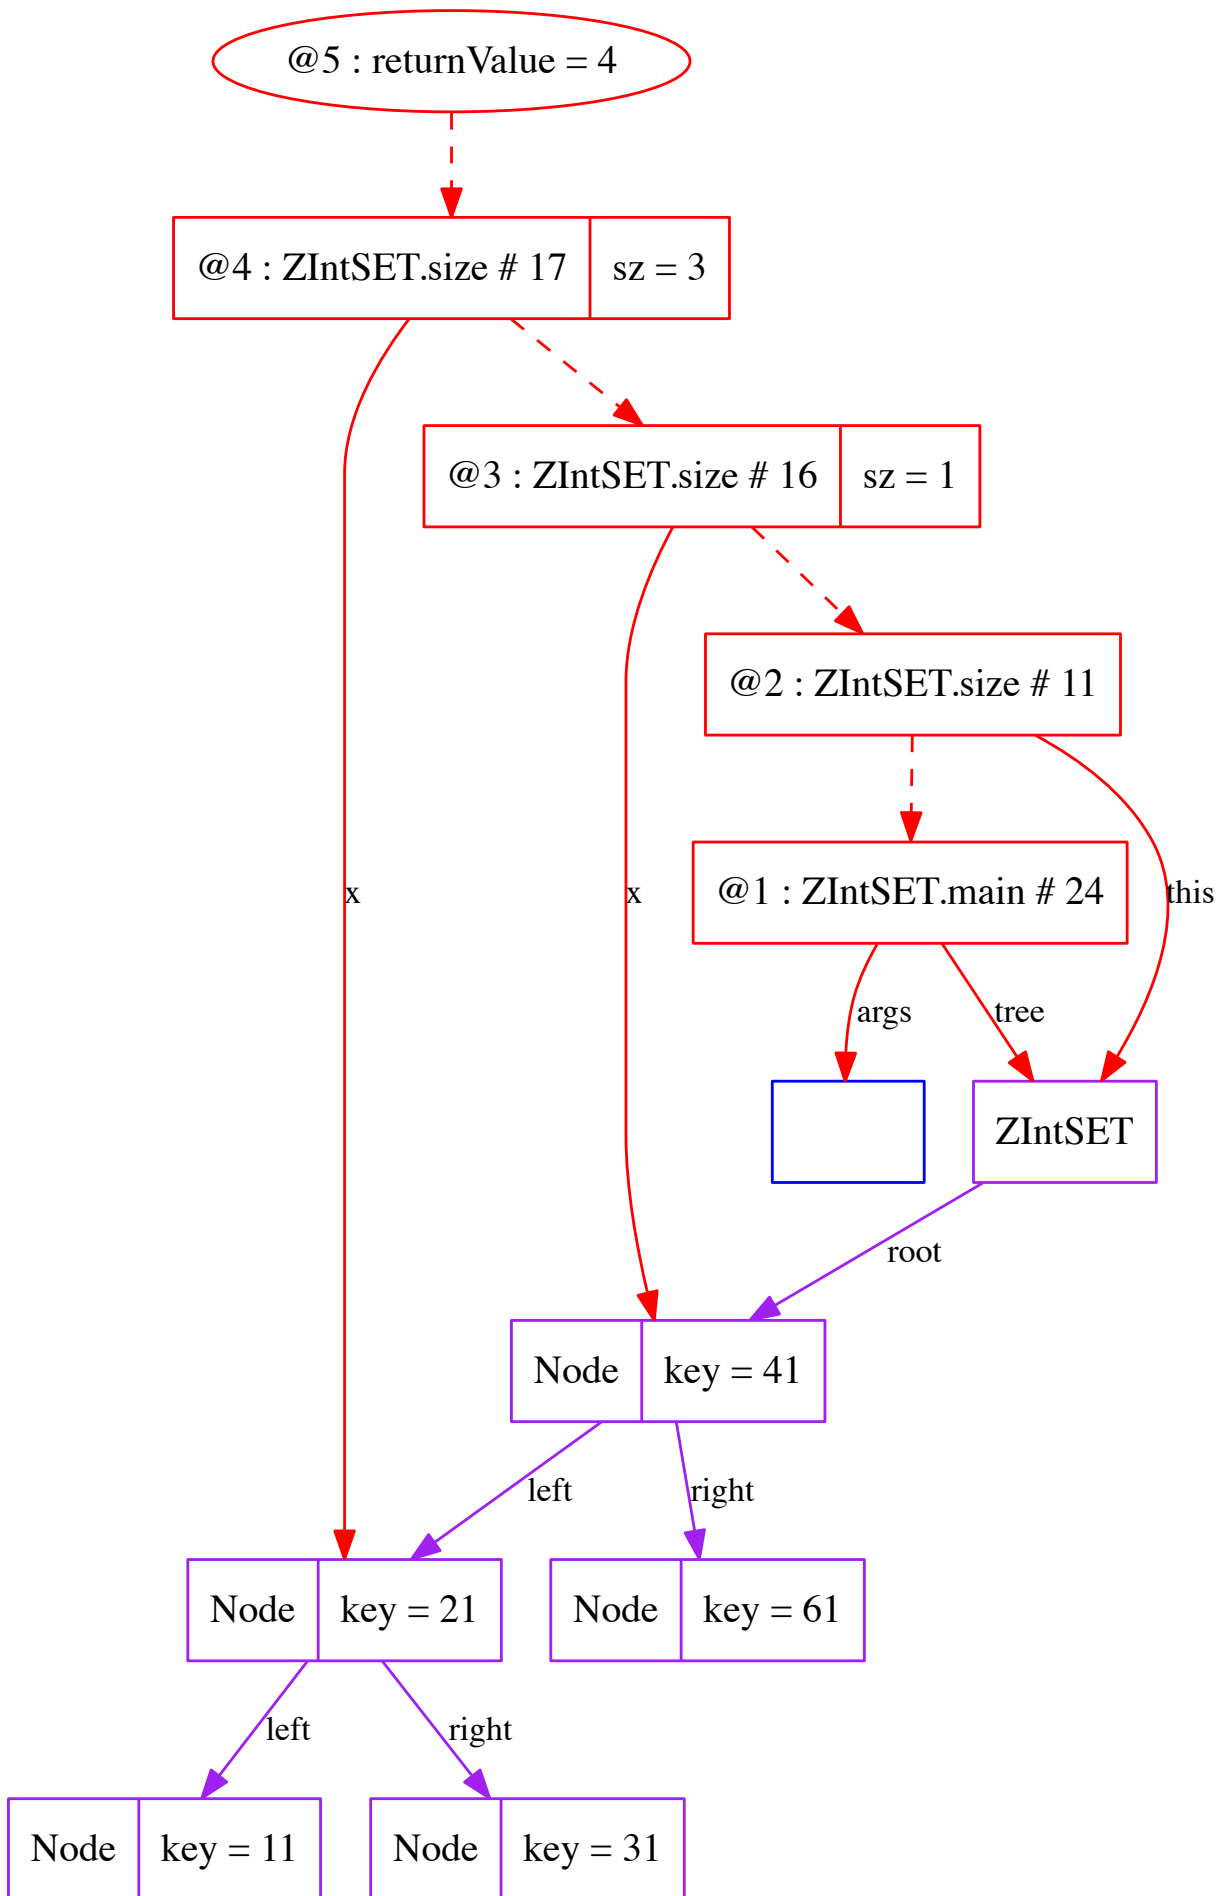 @5 : returnValue = 4
@4 : ZIntSET.size # 17
sz = 3
@3 : ZIntSET.size # 16
sz = 1
@2 : ZIntSET.size # 11
@1 : ZIntSET.main # 24
x
x
this
args
tree
ZIntSET
root
Node
key = 41
left
right
Node
key = 21
Node
key = 61
left
right
Node
key = 11
Node
key = 31